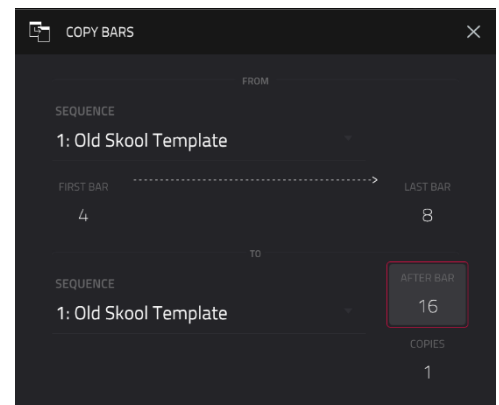 COPY BARS
FROM
SEQUENCE
1: Old Skool Template
FIRST BAR
LAST BAR
4
8
TO
SEQUENCE
AFTER BAR
1: Old Skool Template
16
COPIES
1